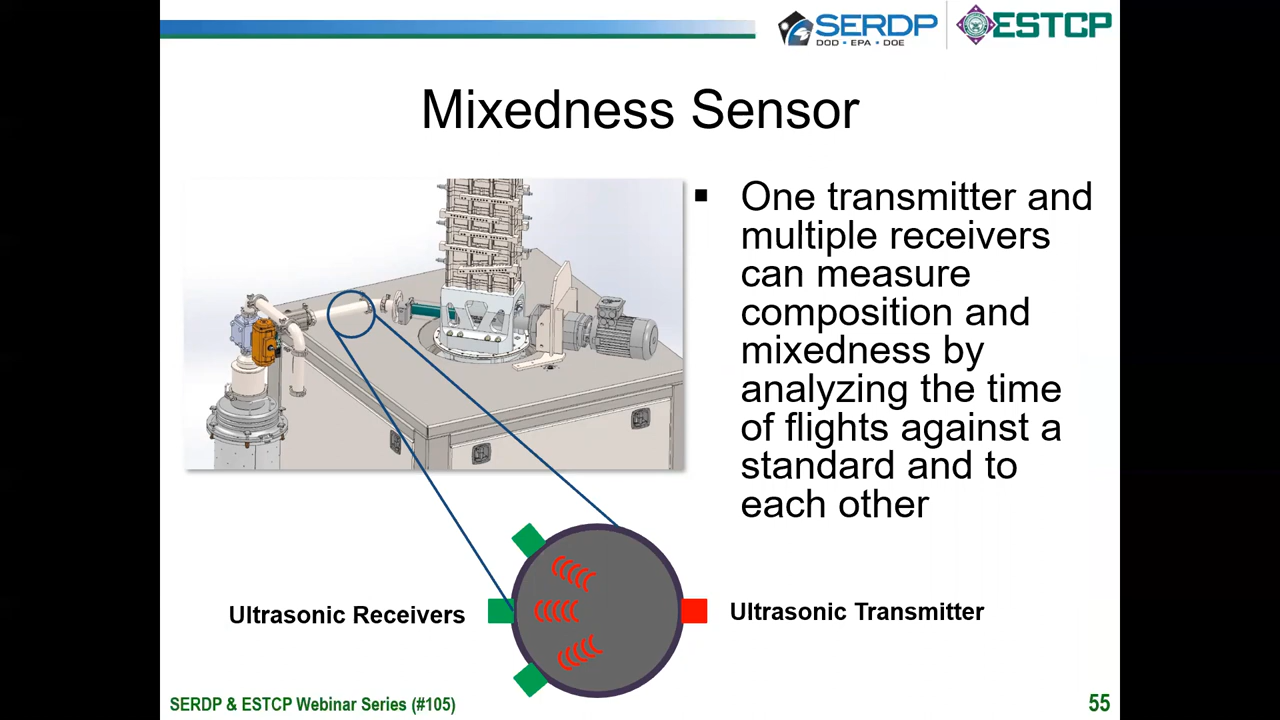 SERDP
DOD • EPA • DOE
ESTCP
Mixedness Sensor
▪ One transmitter and
multiple receivers
can measure
composition and
mixedness by
analyzing the time
of flights against a
standard and to
each other
Ultrasonic Receivers
Ultrasonic Transmitter
SERDP & ESTCP Webinar Series (#105)
55